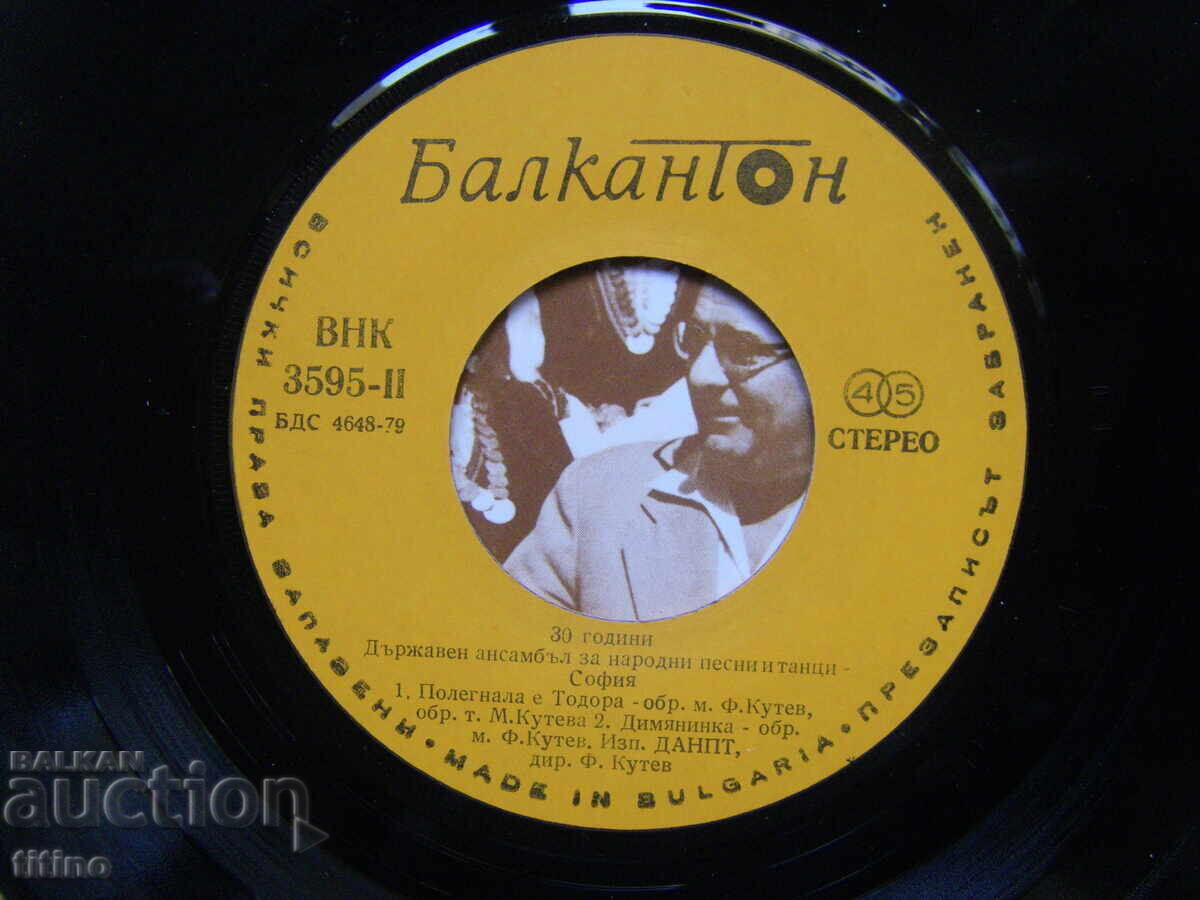 Балкантон
ВНК
3595-II
БДС 4648-79
45
СТЕРЕО
30 години
Държавен ансамбъл за народни песни и танци -
София
1. Полегнала е Тодора - обр. м. Ф.Кутев,
обр. т. М.Кутева 2. Димянинка - обр.
м. Ф.Кутев. Изп. ДАНПТ,
дир. Ф. Кутев
ВСИЧКИ ПРАВА ЗАПАЗЕНИ • MADE IN BULGARIA • ПРЕЗАПИСЪТ ЗАБРАНЕН
BALKAN
auction
titino